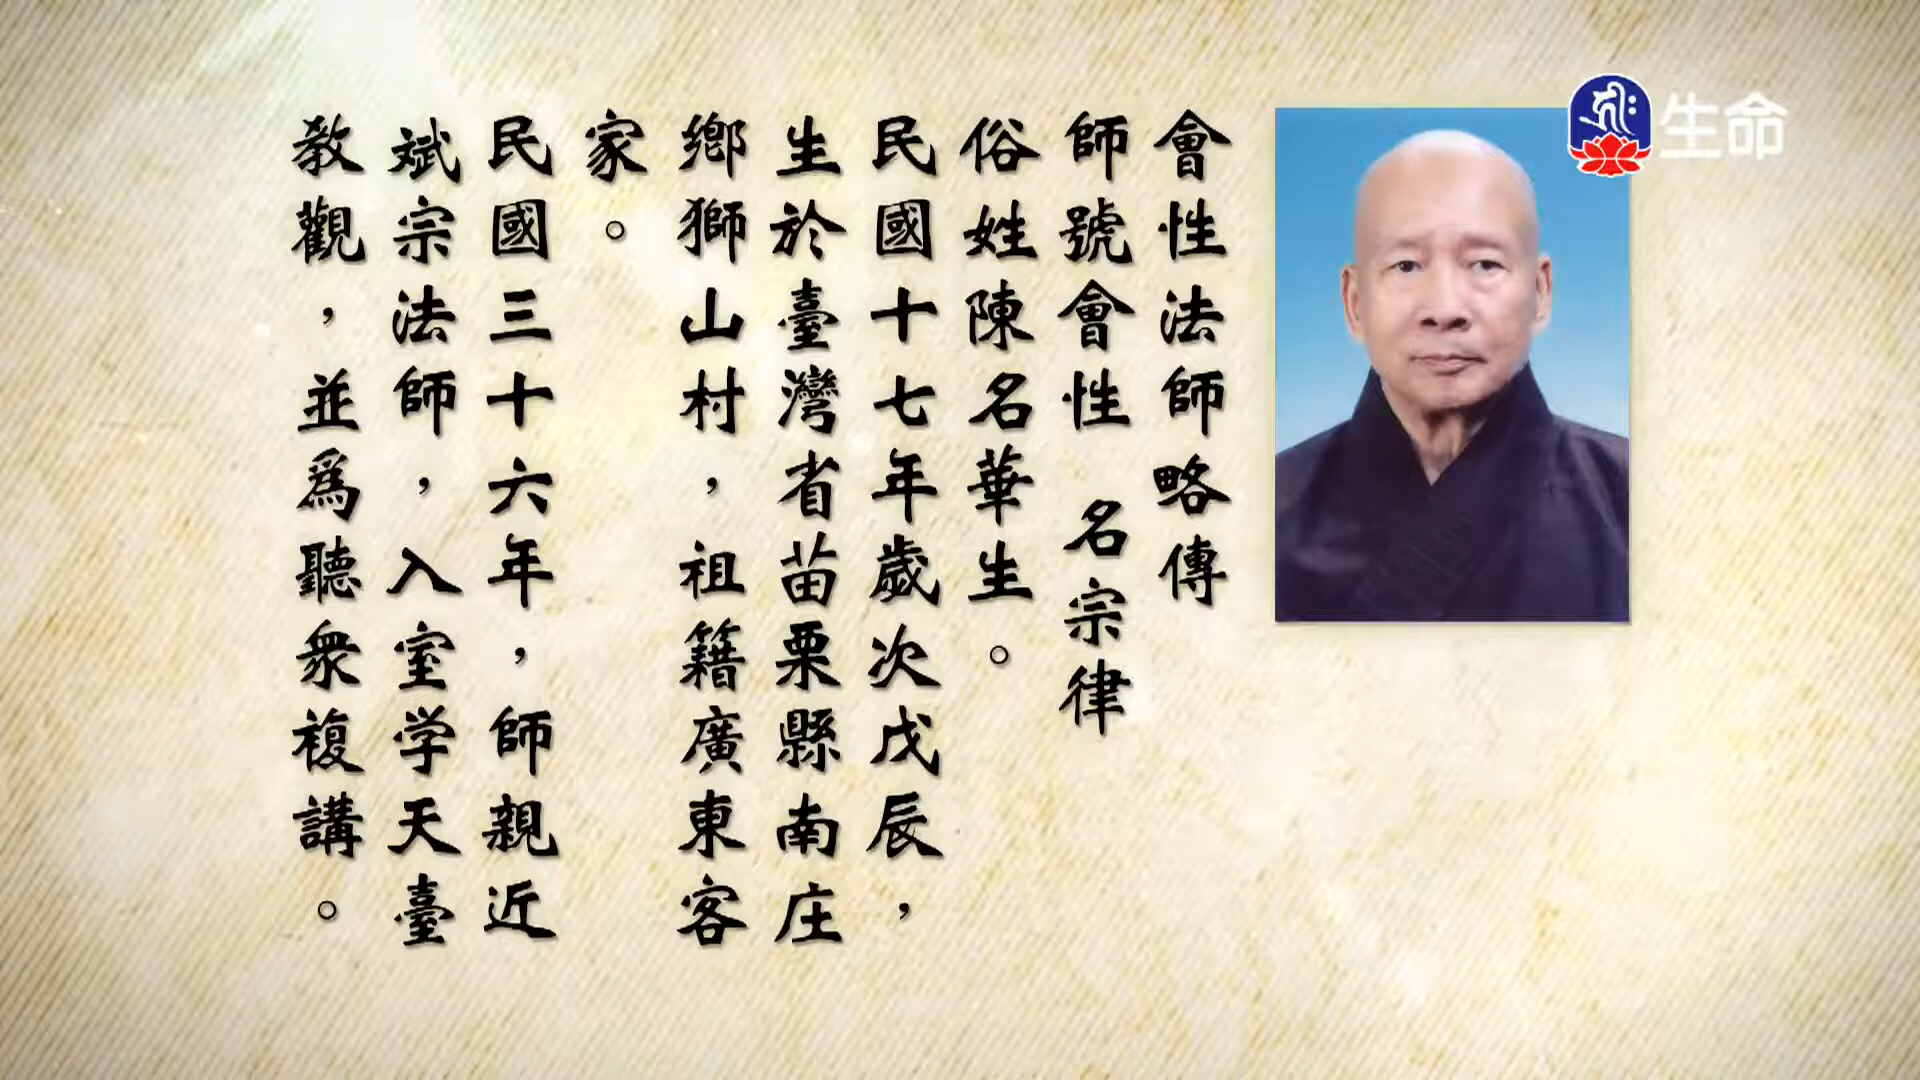 會性法師略傳
師號會性 名宗律
俗姓陳名華生。
民國十七年歲次戊辰，
生於臺灣省苗栗縣南庄
鄉獅山村，祖籍廣東客
家。
民國三十六年，師親近
斌宗法師，入室学天臺
教觀，並爲聽衆複講。
生命